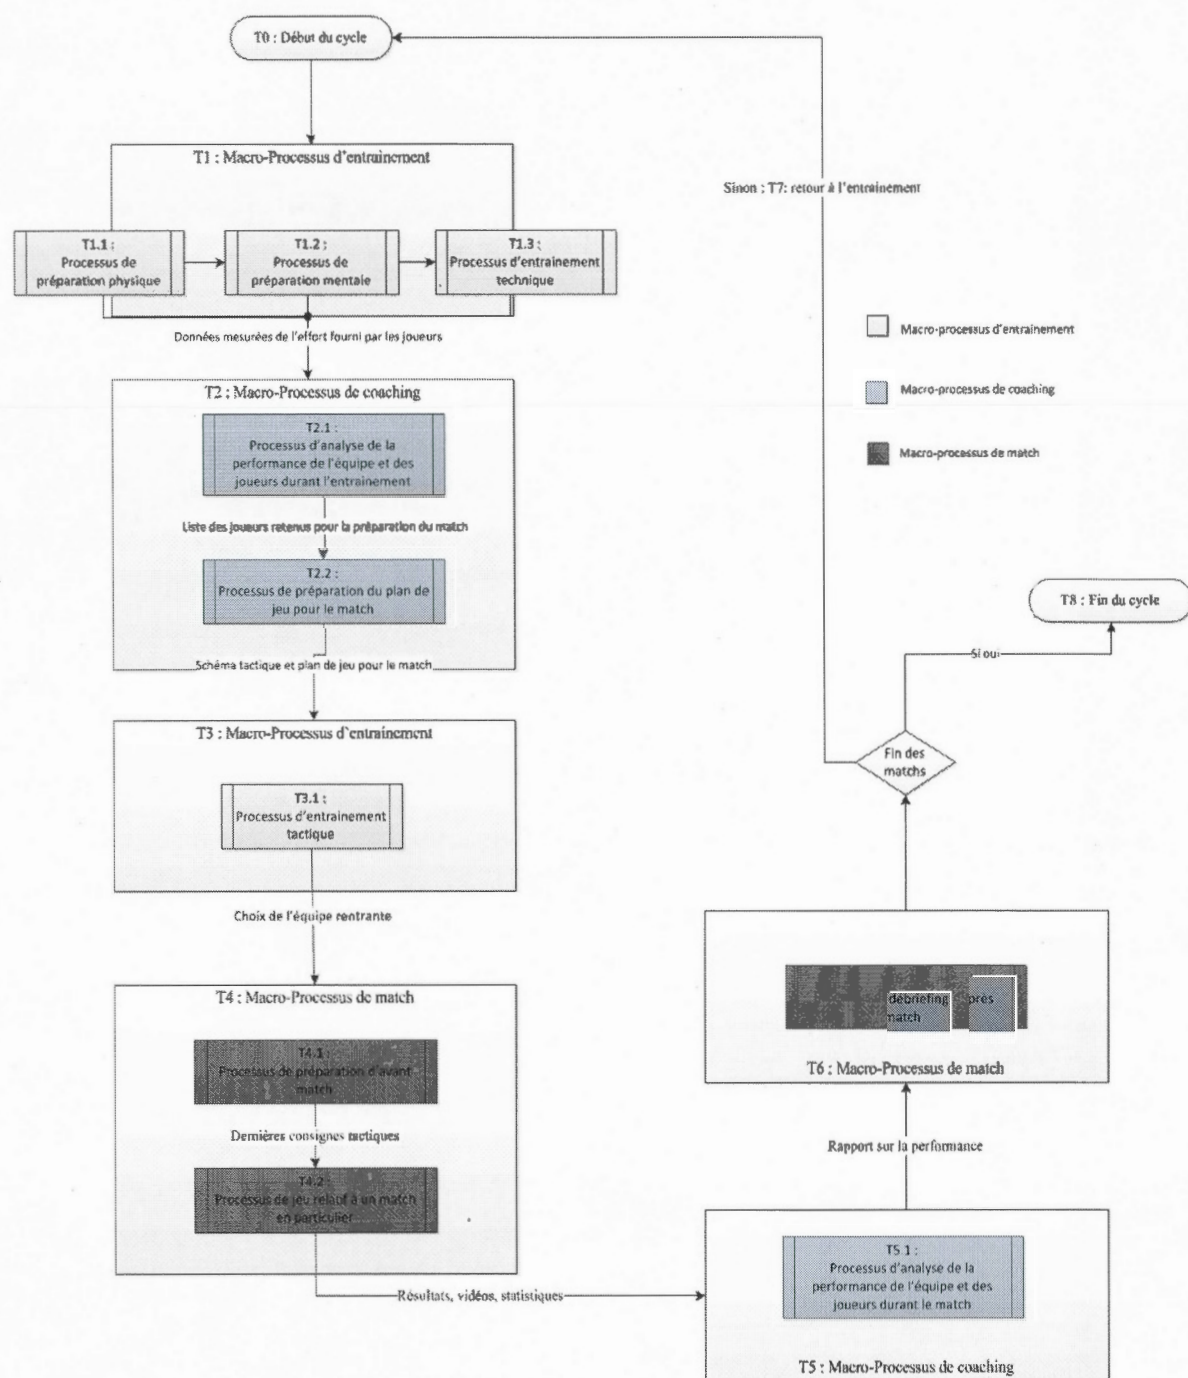 T0 : Début du cycle
T1 : Macro-Processus d'entrainement
Sinon : T7: retour à l'entrainement
T1.1 :
Processus de
préparation physique
T1.2 :
Processus de
préparation mentale
T1.3 :
Processus d'entrainement
technique
Données mesurées de l'effort fourni par les joueurs
Macro-processus d'entrainement
Macro-processus de coaching
Macro-processus de match
T2 : Macro-Processus de coaching
T2.1 :
Processus d'analyse de la
performance de l'équipe et des
joueurs durant l'entrainement
Liste des joueurs retenus pour la préparation du match
T2.2 :
Processus de préparation du plan de
jeu pour le match
Schéma tactique et plan de jeu pour le match
T8 : Fin du cycle
Si oui
T3 : Macro-Processus d'entrainement
T3.1 :
Processus d'entrainement
tactique
Fin des
matchs
Choix de l'équipe rentrante
T4 : Macro-Processus de match
T4.1 :
Processus de préparation d'avant
match
Dernières consignes tactiques
T4.2 :
Processus de jeu relatif à un match
en particulier
débriefing près
match
T6 : Macro-Processus de match
Rapport sur la performance
Résultats, vidéos, statistiques
T5.1 :
Processus d'analyse de la
performance de l'équipe et des
joueurs durant le match
T5 : Macro-Processus de coaching